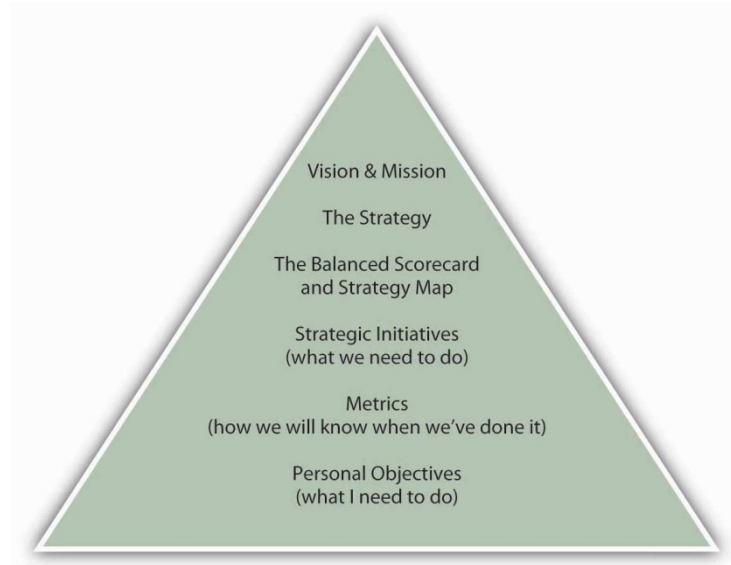 Vision & Mission
The Strategy
The Balanced Scorecard
and Strategy Map
Strategic Initiatives
(what we need to do)
Metrics
(how we will know when we’ve done it)
Personal Objectives
(what I need to do)